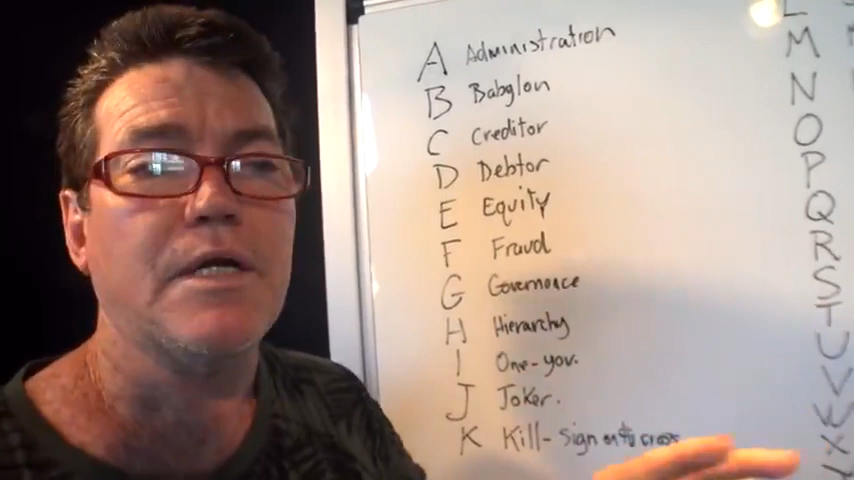 A Administration
B Babylon
C Creditor
D Debtor
E Equity
F Fraud
G Governance
H Hierarchy
I One-you.
J Joker.
K Kill-Sign on the cross
L
M
N
O
P
Q
R
S
T
U
V
W
X
Y